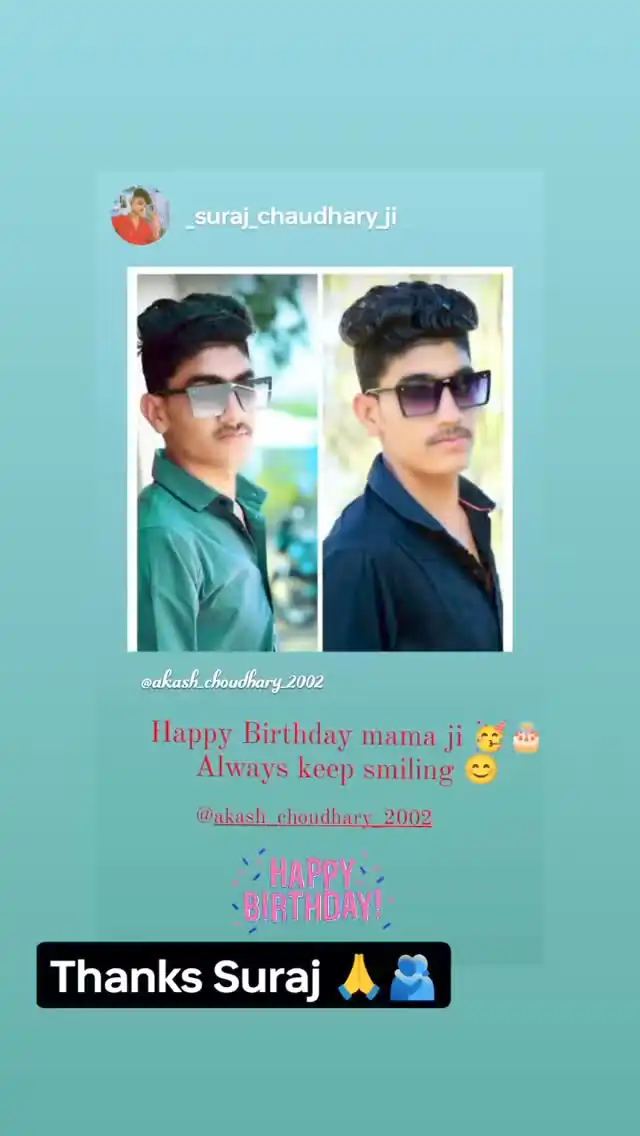 _suraj_chaudhary_ji
@akash_choudhary_2002
Happy Birthday mama ji 🥳🎂
Always keep smiling 😊
@akash_choudhary_2002
HAPPY
BIRTHDAY!
Thanks Suraj 🙏🫂